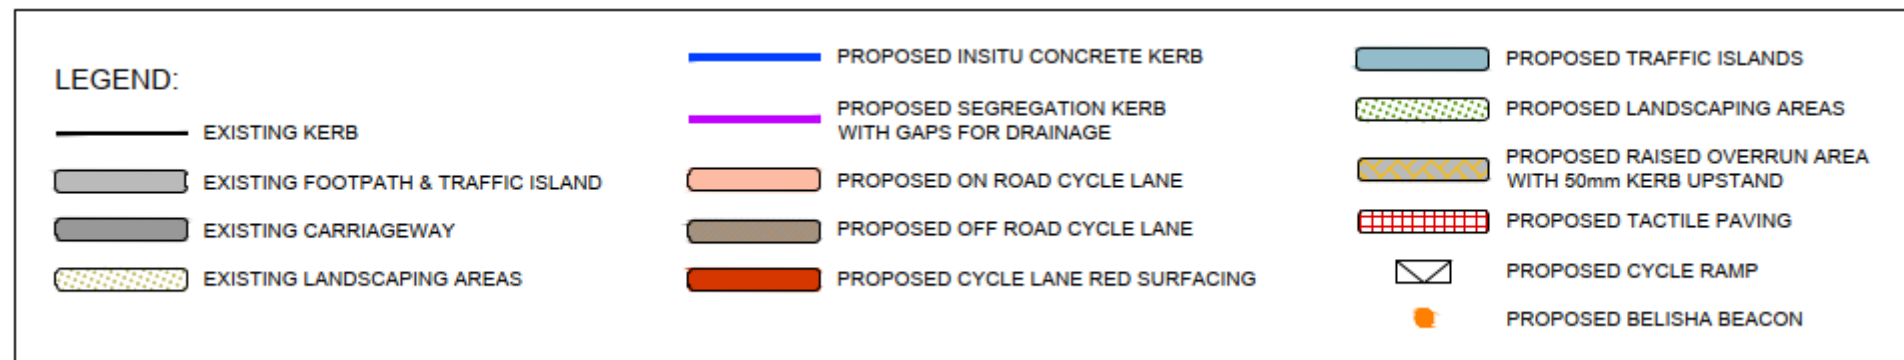 LEGEND:
EXISTING KERB
EXISTING FOOTPATH & TRAFFIC ISLAND
EXISTING CARRIAGEWAY
EXISTING LANDSCAPING AREAS
PROPOSED INSITU CONCRETE KERB
PROPOSED SEGREGATION KERB
WITH GAPS FOR DRAINAGE
PROPOSED ON ROAD CYCLE LANE
PROPOSED OFF ROAD CYCLE LANE
PROPOSED CYCLE LANE RED SURFACING
PROPOSED TRAFFIC ISLANDS
PROPOSED LANDSCAPING AREAS
PROPOSED RAISED OVERRUN AREA
WITH 50mm KERB UPSTAND
PROPOSED TACTILE PAVING
PROPOSED CYCLE RAMP
PROPOSED BELISHA BEACON